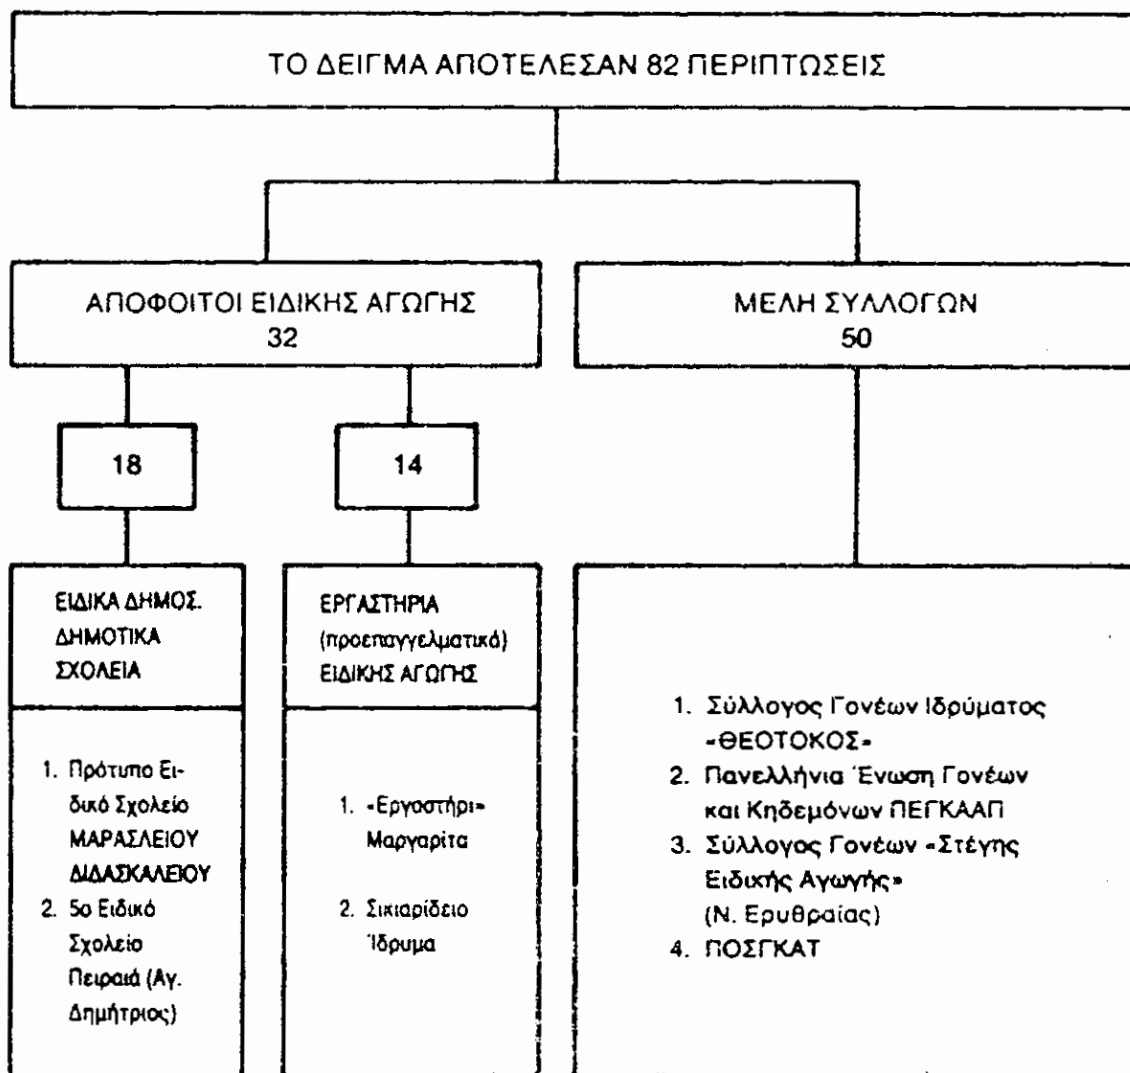 ΤΟ ΔΕΙΓΜΑ ΑΠΟΤΕΛΕΣΑΝ 82 ΠΕΡΙΠΤΩΣΕΙΣ
ΑΠΟΦΟΙΤΟΙ ΕΙΔΙΚΗΣ ΑΓΩΓΗΣ
32
ΜΕΛΗ ΣΥΛΛΟΓΩΝ
50
18
14
ΕΙΔΙΚΑ ΔΗΜΟΣ.
ΔΗΜΟΤΙΚΑ
ΣΧΟΛΕΙΑ
1. Πρότυπο Ει-
δικό Σχολείο
ΜΑΡΑΣΛΕΙΟΥ
ΔΙΔΑΣΚΑΛΕΙΟΥ
2. 5ο Ειδικό
Σχολείο
Πειραιά (Αγ.
Δημήτριος)
ΕΡΓΑΣΤΗΡΙΑ
(προεπαγγελματικά)
ΕΙΔΙΚΗΣ ΑΓΩΓΗΣ
1. «Εργαστήρι»
Μαργαρίτα
2. Σικιαρίδειο
Ίδρυμα
1. Σύλλογος Γονέων Ιδρύματος
«ΘΕΟΤΟΚΟΣ»
2. Πανελλήνια Ένωση Γονέων
και Κηδεμόνων ΠΕΓΚΑΑΠ
3. Σύλλογος Γονέων «Στέγης
Ειδικής Αγωγής»
(Ν. Ερυθραίας)
4. ΠΟΣΓΚΑΤ